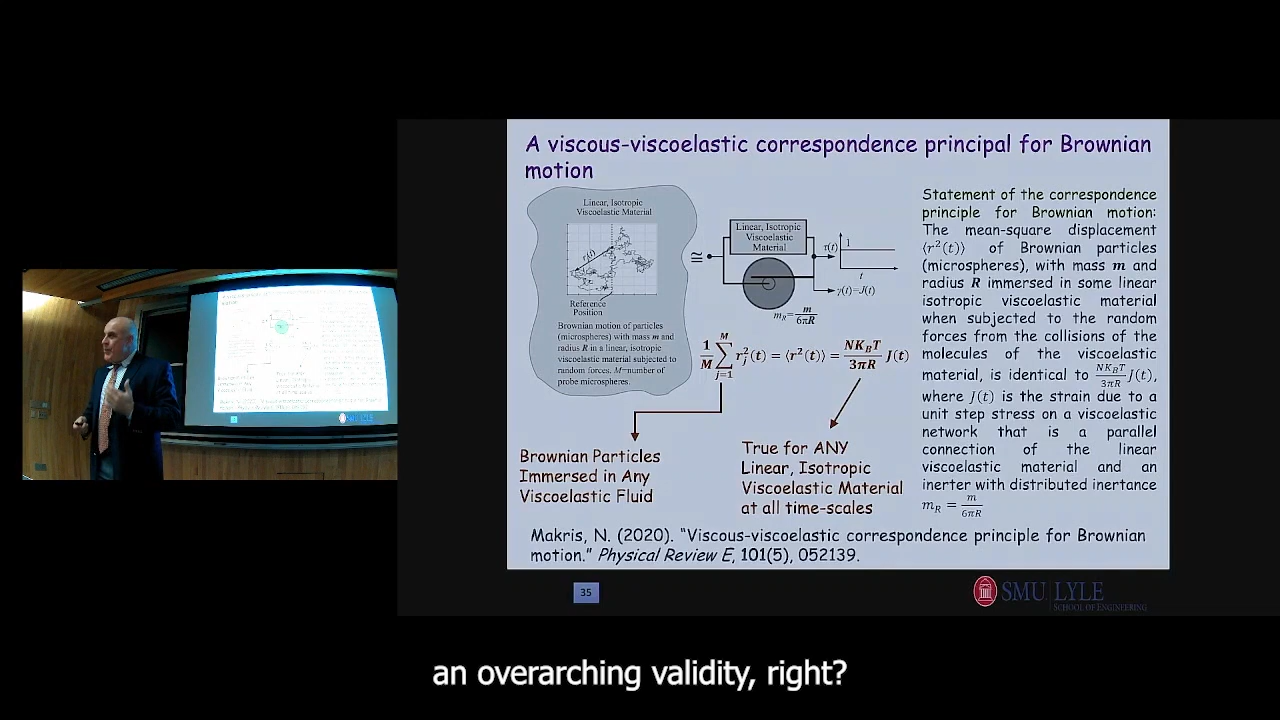 A viscous-viscoelastic correspondence principal for Brownian
motion
Linear, Isotropic
Viscoelastic Material
r(t)
Reference
Position
Brownian motion of particles
(microspheres) with mass m and
radius R in a linear, isotropic
viscoelastic material subjected to
random forces. M=number of
probe microspheres.
≅
Linear, Isotropic
Viscoelastic
Material
τ(t)
1
t
γ(t)=J(t)
m_R = m/6πR
1/M ∑_{j=1}^{M} r_j^2(t) = ⟨r^2(t)⟩ = NK_BT/3πR J(t)
Brownian Particles
Immersed in Any
Viscoelastic Fluid
True for ANY
Linear, Isotropic
Viscoelastic Material
at all time-scales
Statement of the correspondence
principle for Brownian motion:
The mean-square displacement
⟨r^2(t)⟩ of Brownian particles
(microspheres), with mass m and
radius R immersed in some linear
isotropic viscoelastic material
when subjected to the random
forces from the collisions of the
molecules of the viscoelastic
material, is identical to NK_BT/3πR J(t),
where J(t) is the strain due to a
unit step stress on a viscoelastic
network that is a parallel
connection of the linear
viscoelastic material and an
inerter with distributed inertance
m_R = m/6πR
Makris, N. (2020). “Viscous-viscoelastic correspondence principle for Brownian
motion.” Physical Review E, 101(5), 052139.
35
SMU LYLE
SCHOOL OF ENGINEERING
an overarching validity, right?